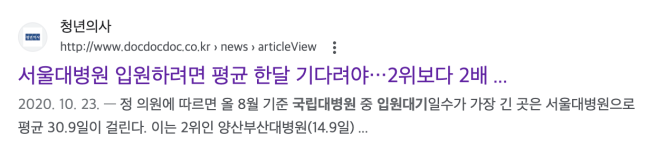 청년의사
http://www.docdocdoc.co.kr › news › articleView
서울대병원 입원하려면 평균 한달 기다려야…2위보다 2배 ...
2020. 10. 23. — 정 의원에 따르면 올 8월 기준 국립대병원 중 입원대기일수가 가장 긴 곳은 서울대병원으로
평균 30.9일이 걸린다. 이는 2위인 양산부산대병원(14.9일) ...